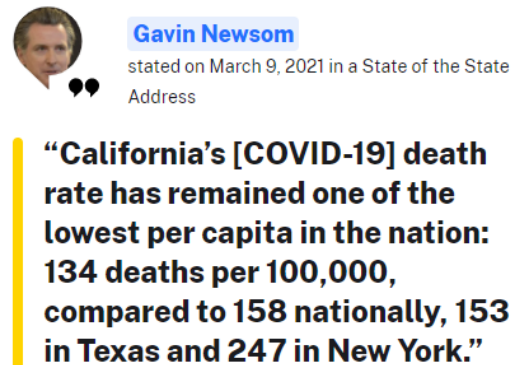 Gavin Newsom
stated on March 9, 2021 in a State of the State
Address
“California’s [COVID-19] death
rate has remained one of the
lowest per capita in the nation:
134 deaths per 100,000,
compared to 158 nationally, 153
in Texas and 247 in New York.”